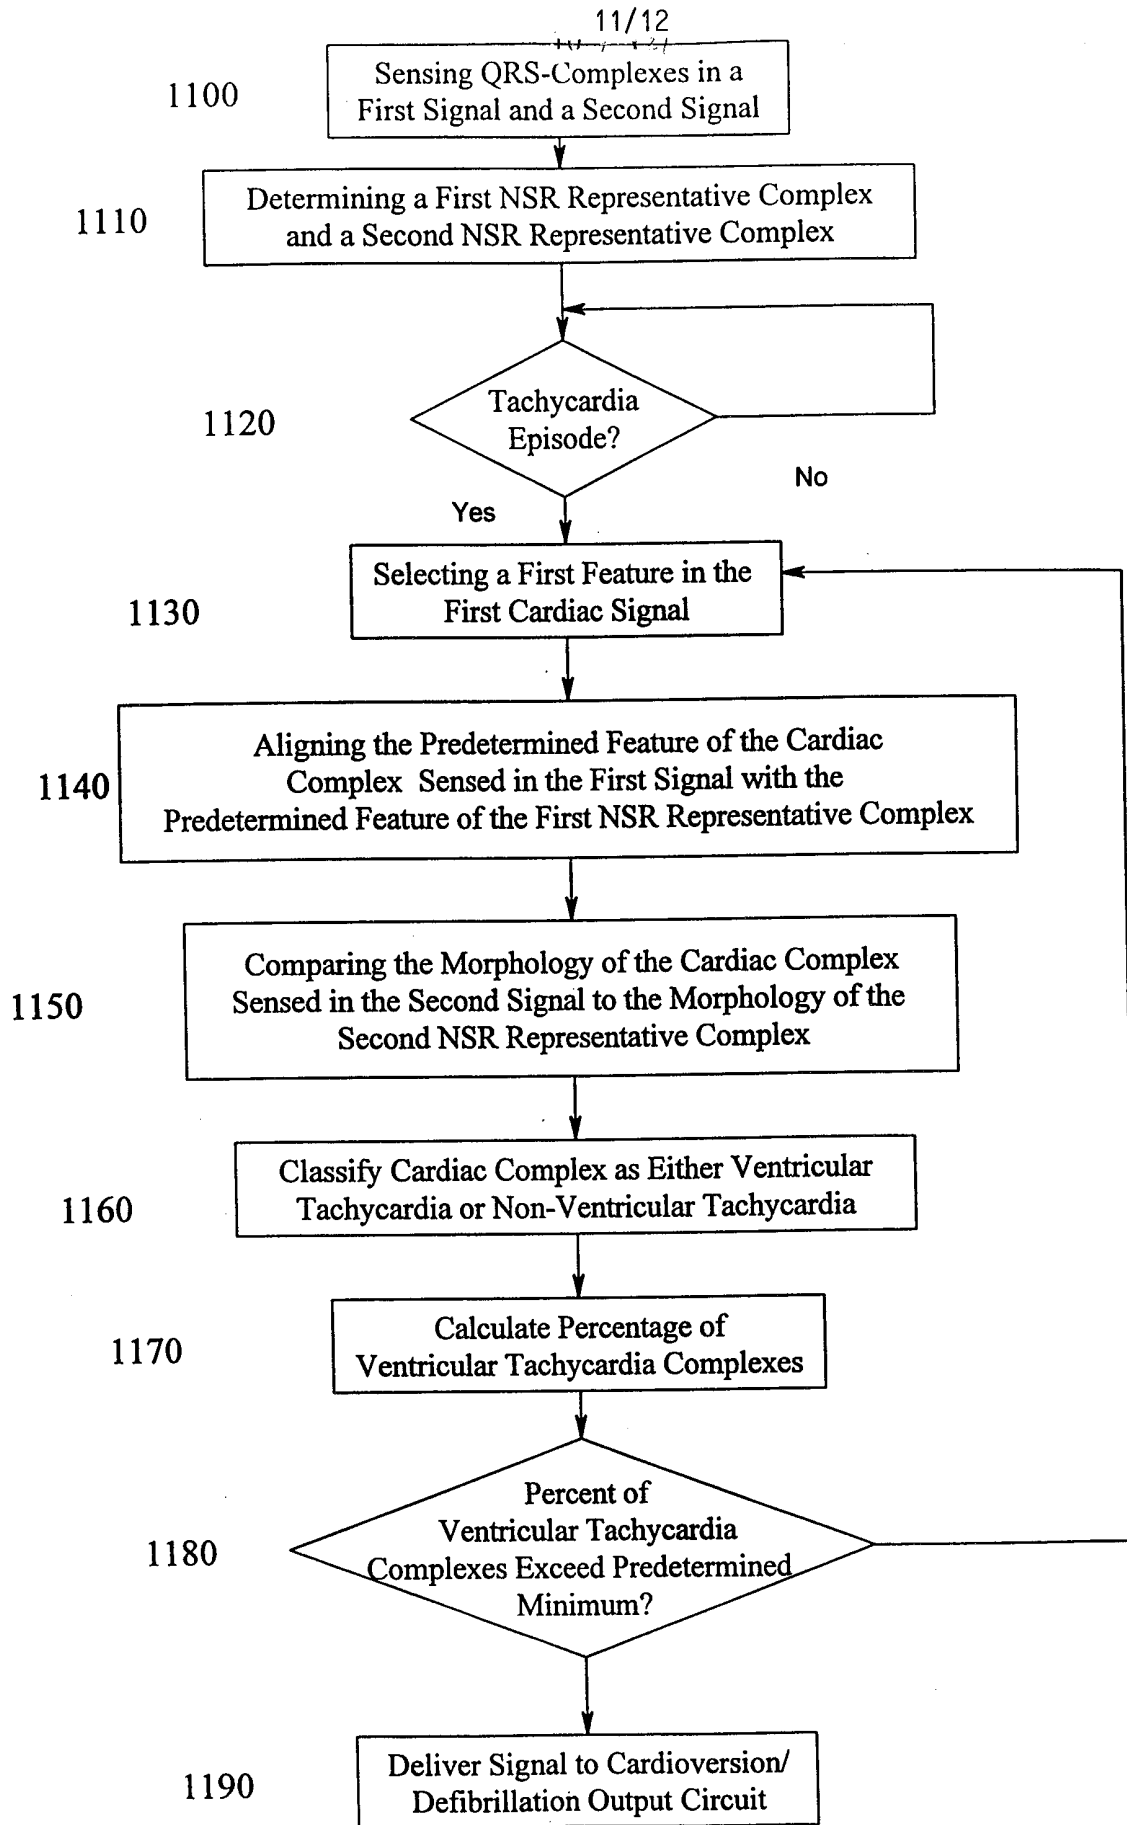 11/12
1100
Sensing QRS-Complexes in a
First Signal and a Second Signal
1110
Determining a First NSR Representative Complex
and a Second NSR Representative Complex
1120
Tachycardia
Episode?
No
Yes
1130
Selecting a First Feature in the
First Cardiac Signal
1140
Aligning the Predetermined Feature of the Cardiac
Complex Sensed in the First Signal with the
Predetermined Feature of the First NSR Representative Complex
1150
Comparing the Morphology of the Cardiac Complex
Sensed in the Second Signal to the Morphology of the
Second NSR Representative Complex
1160
Classify Cardiac Complex as Either Ventricular
Tachycardia or Non-Ventricular Tachycardia
1170
Calculate Percentage of
Ventricular Tachycardia Complexes
1180
Percent of
Ventricular Tachycardia
Complexes Exceed Predetermined
Minimum?
1190
Deliver Signal to Cardioversion/
Defibrillation Output Circuit